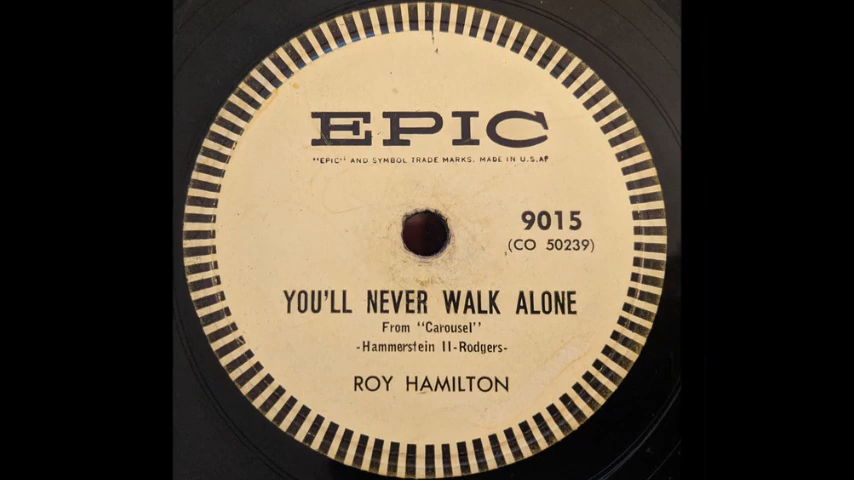 EPIC
"EPIC" AND SYMBOL TRADE MARKS. MADE IN U.S.A.
9015
(CO 50239)
YOU'LL NEVER WALK ALONE
From "Carousel"
-Hammerstein II-Rodgers-
ROY HAMILTON